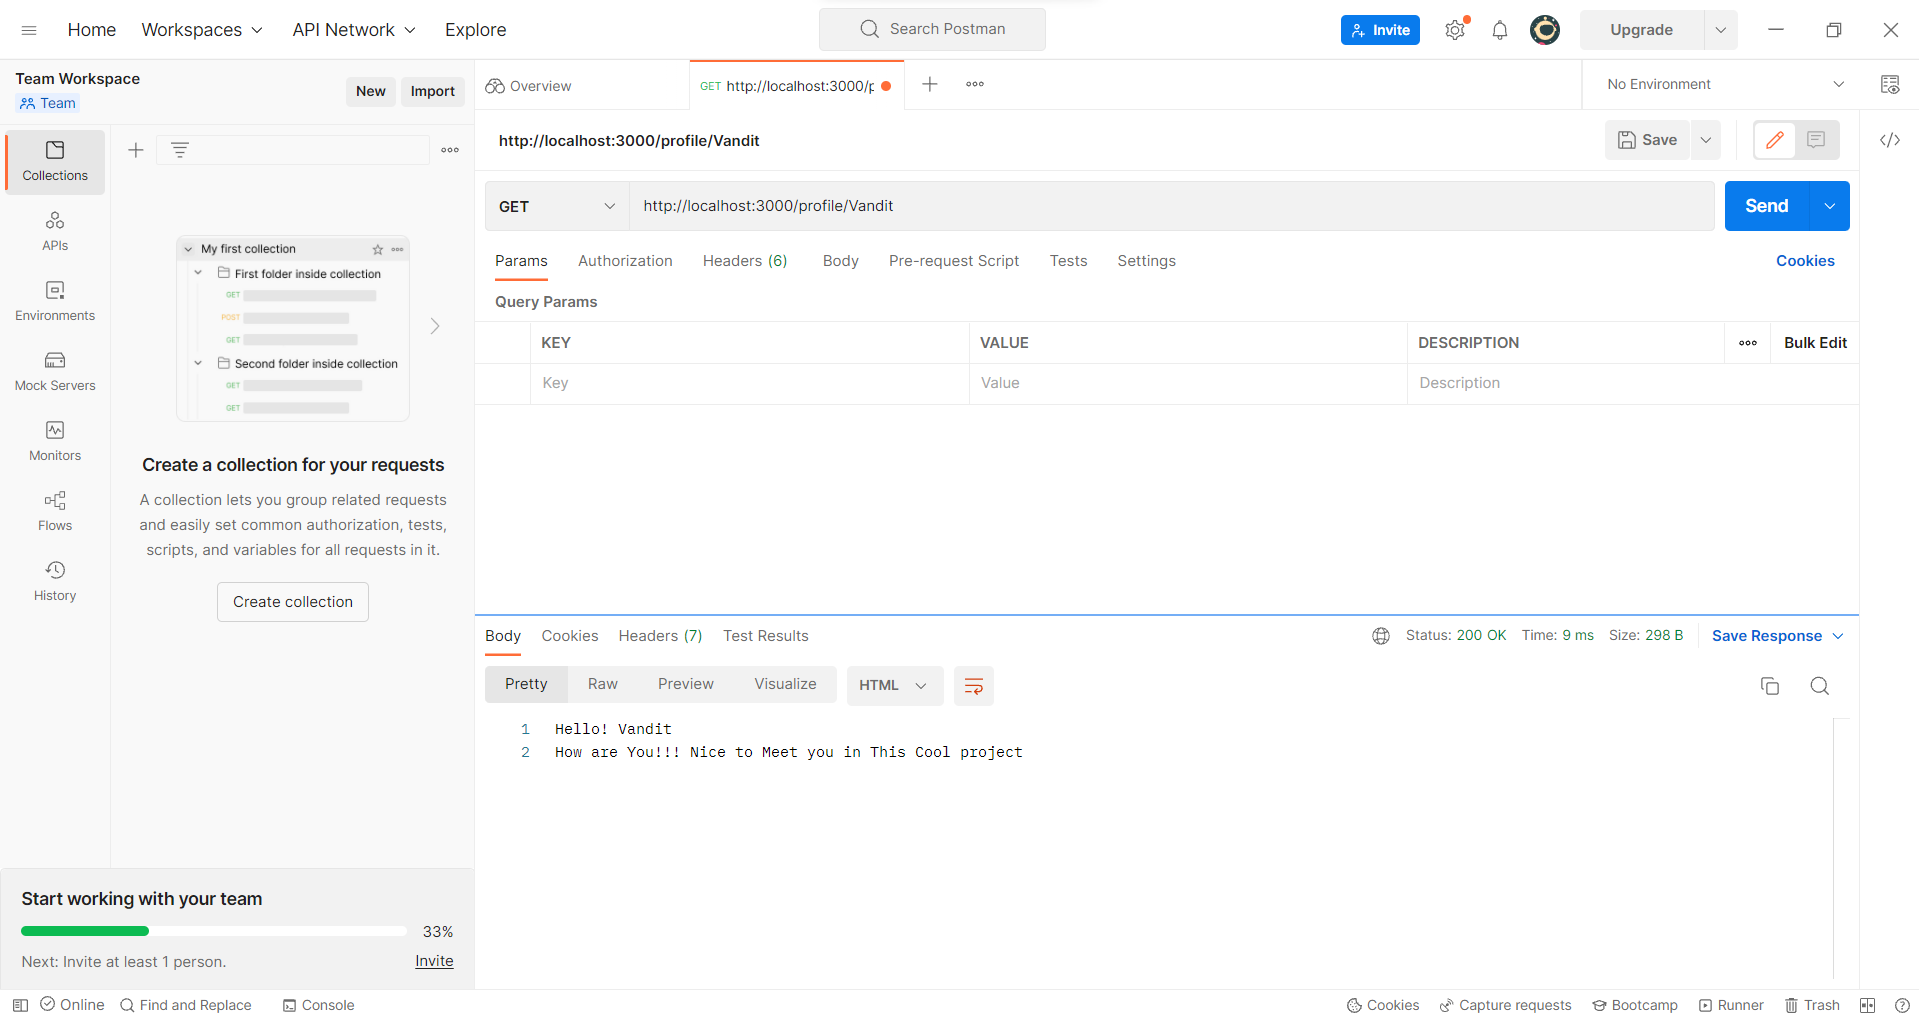 Home Workspaces API Network Explore Search Postman Invite Upgrade
Team Workspace
Team
New Import
Overview GET http://localhost:3000/p No Environment
http://localhost:3000/profile/Vandit Save
GET http://localhost:3000/profile/Vandit Send
Params Authorization Headers (6) Body Pre-request Script Tests Settings Cookies
Query Params
KEY VALUE DESCRIPTION Bulk Edit
Key Value Description
Collections
APIs
Environments
Mock Servers
Monitors
Flows
History
My first collection
First folder inside collection
GET
POST
GET
Second folder inside collection
GET
GET
Create a collection for your requests
A collection lets you group related requests
and easily set common authorization, tests,
scripts, and variables for all requests in it.
Create collection
Body Cookies Headers (7) Test Results Status: 200 OK Time: 9 ms Size: 298 B Save Response
Pretty Raw Preview Visualize HTML
1 Hello! Vandit
2 How are You!!! Nice to Meet you in This Cool project
Start working with your team
33%
Next: Invite at least 1 person. Invite
Online Find and Replace Console Cookies Capture requests Bootcamp Runner Trash